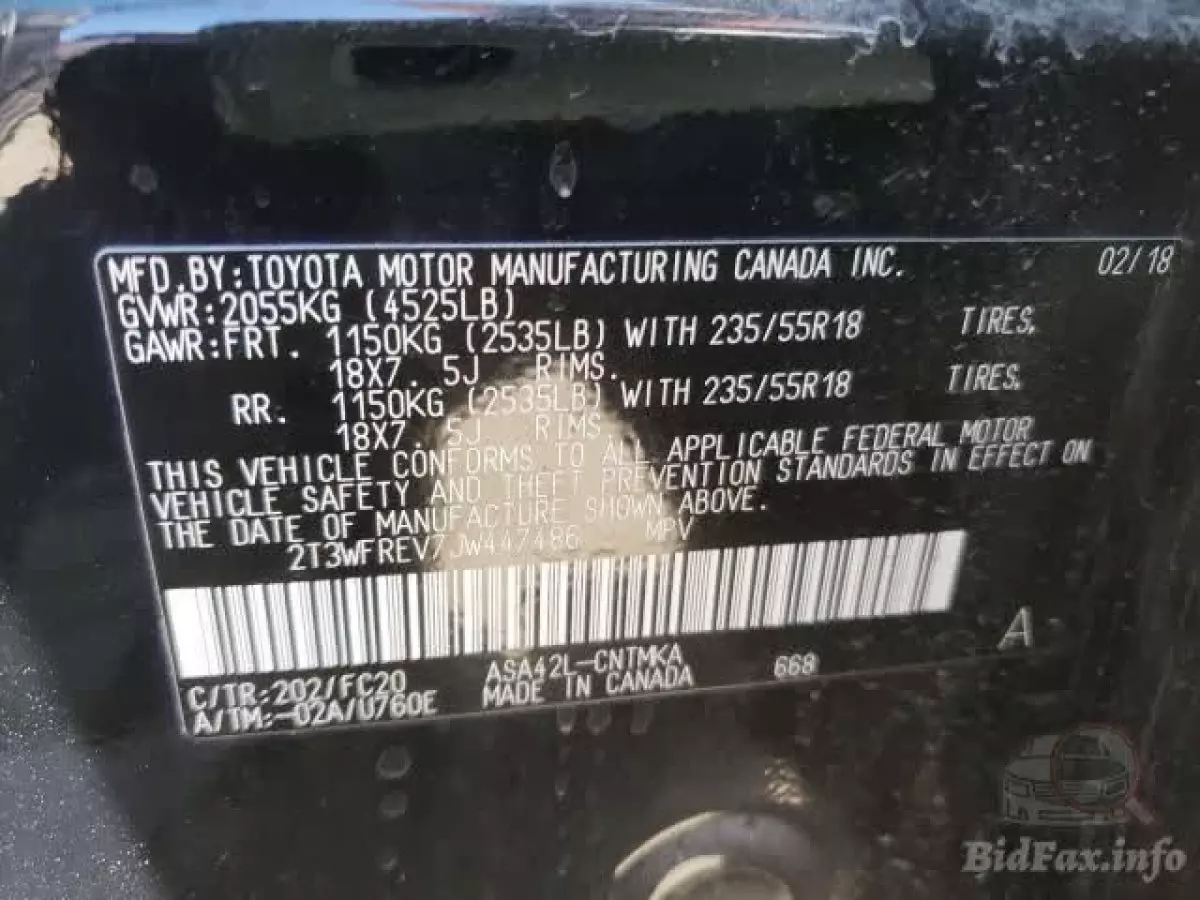 MFD.BY:TOYOTA MOTOR MANUFACTURING CANADA INC. 02/18
GVWR:2055KG (4525LB)
GAWR:FRT. 1150KG (2535LB) WITH 235/55R18 TIRES.
18X7. 5J RIMS.
RR. 1150KG (2535LB) WITH 235/55R18 TIRES.
18X7. 5J RIMS
THIS VEHICLE CONFORMS TO ALL APPLICABLE FEDERAL MOTOR
VEHICLE SAFETY AND THEFT PREVENTION STANDARDS IN EFFECT ON
THE DATE OF MANUFACTURE SHOWN ABOVE.
2T3WFREV7JW447486 MPV
A
C/TR:202/FC20 ASA42L-CNTMKA 668
A/TM:-02A/U760E MADE IN CANADA
BidFax.info